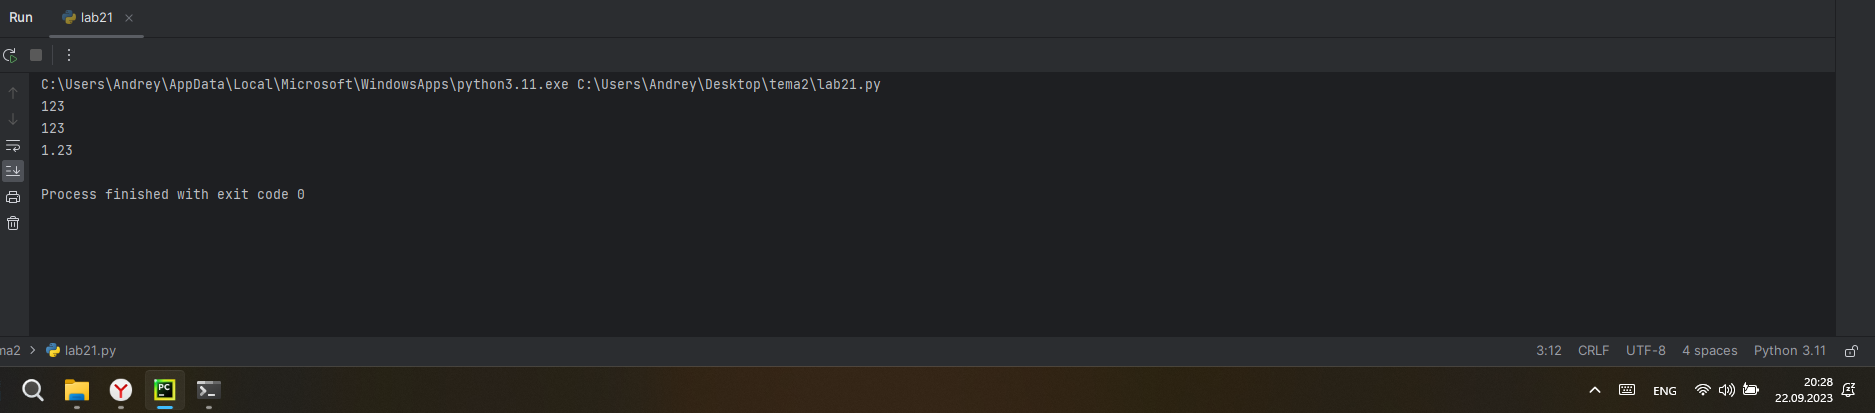 Run lab21
C:\Users\Andrey\AppData\Local\Microsoft\WindowsApps\python3.11.exe C:\Users\Andrey\Desktop\tema2\lab21.py
123
123
1.23
Process finished with exit code 0
ma2 lab21.py 3:12 CRLF UTF-8 4 spaces Python 3.11
PC
ENG
20:28
22.09.2023